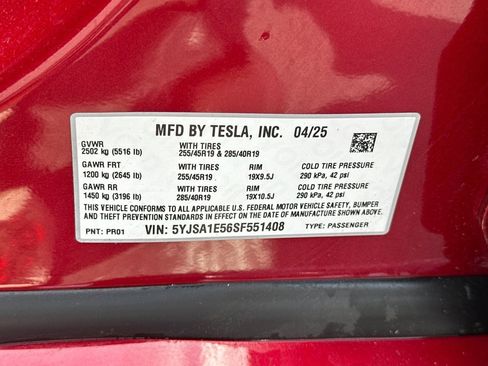 MFD BY TESLA, INC. 04/25
GVWR
2502 kg (5516 lb) WITH TIRES
255/45R19 & 285/40R19
GAWR FRT WITH TIRES RIM COLD TIRE PRESSURE
1200 kg (2645 lb) 255/45R19 19X9.5J 290 kPa, 42 psi
GAWR RR WITH TIRES RIM COLD TIRE PRESSURE
1450 kg (3196 lb) 285/40R19 19X10.5J 290 kPa, 42 psi
THIS VEHICLE CONFORMS TO ALL APPLICABLE U.S. FEDERAL MOTOR VEHICLE SAFETY, BUMPER
AND THEFT PREVENTION STANDARDS IN EFFECT ON THE DATE OF MANUFACTURE SHOWN ABOVE.
PNT: PR01 VIN: 5YJSA1E56SF551408 TYPE: PASSENGER